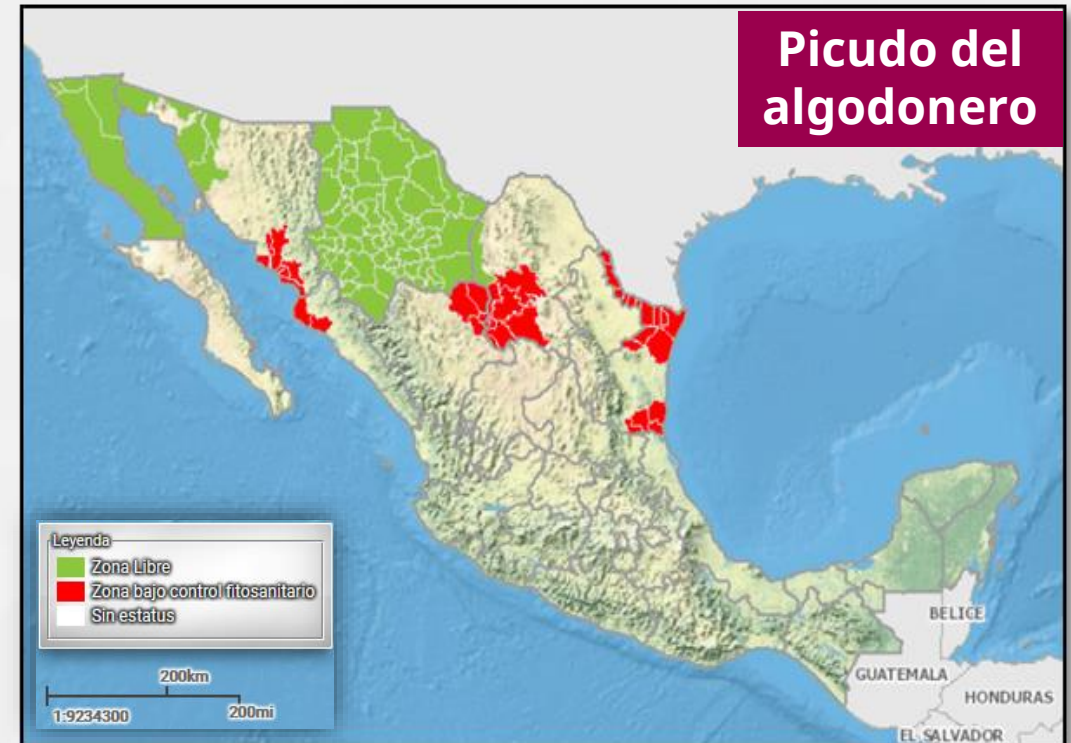 Picudo del
algodonero
Leyenda
Zona Libre
Zona bajo control fitosanitario
Sin estatus
200km
1:9234300
200mi
BELICE
GUATEMALA
HONDURAS
EL SALVADOR